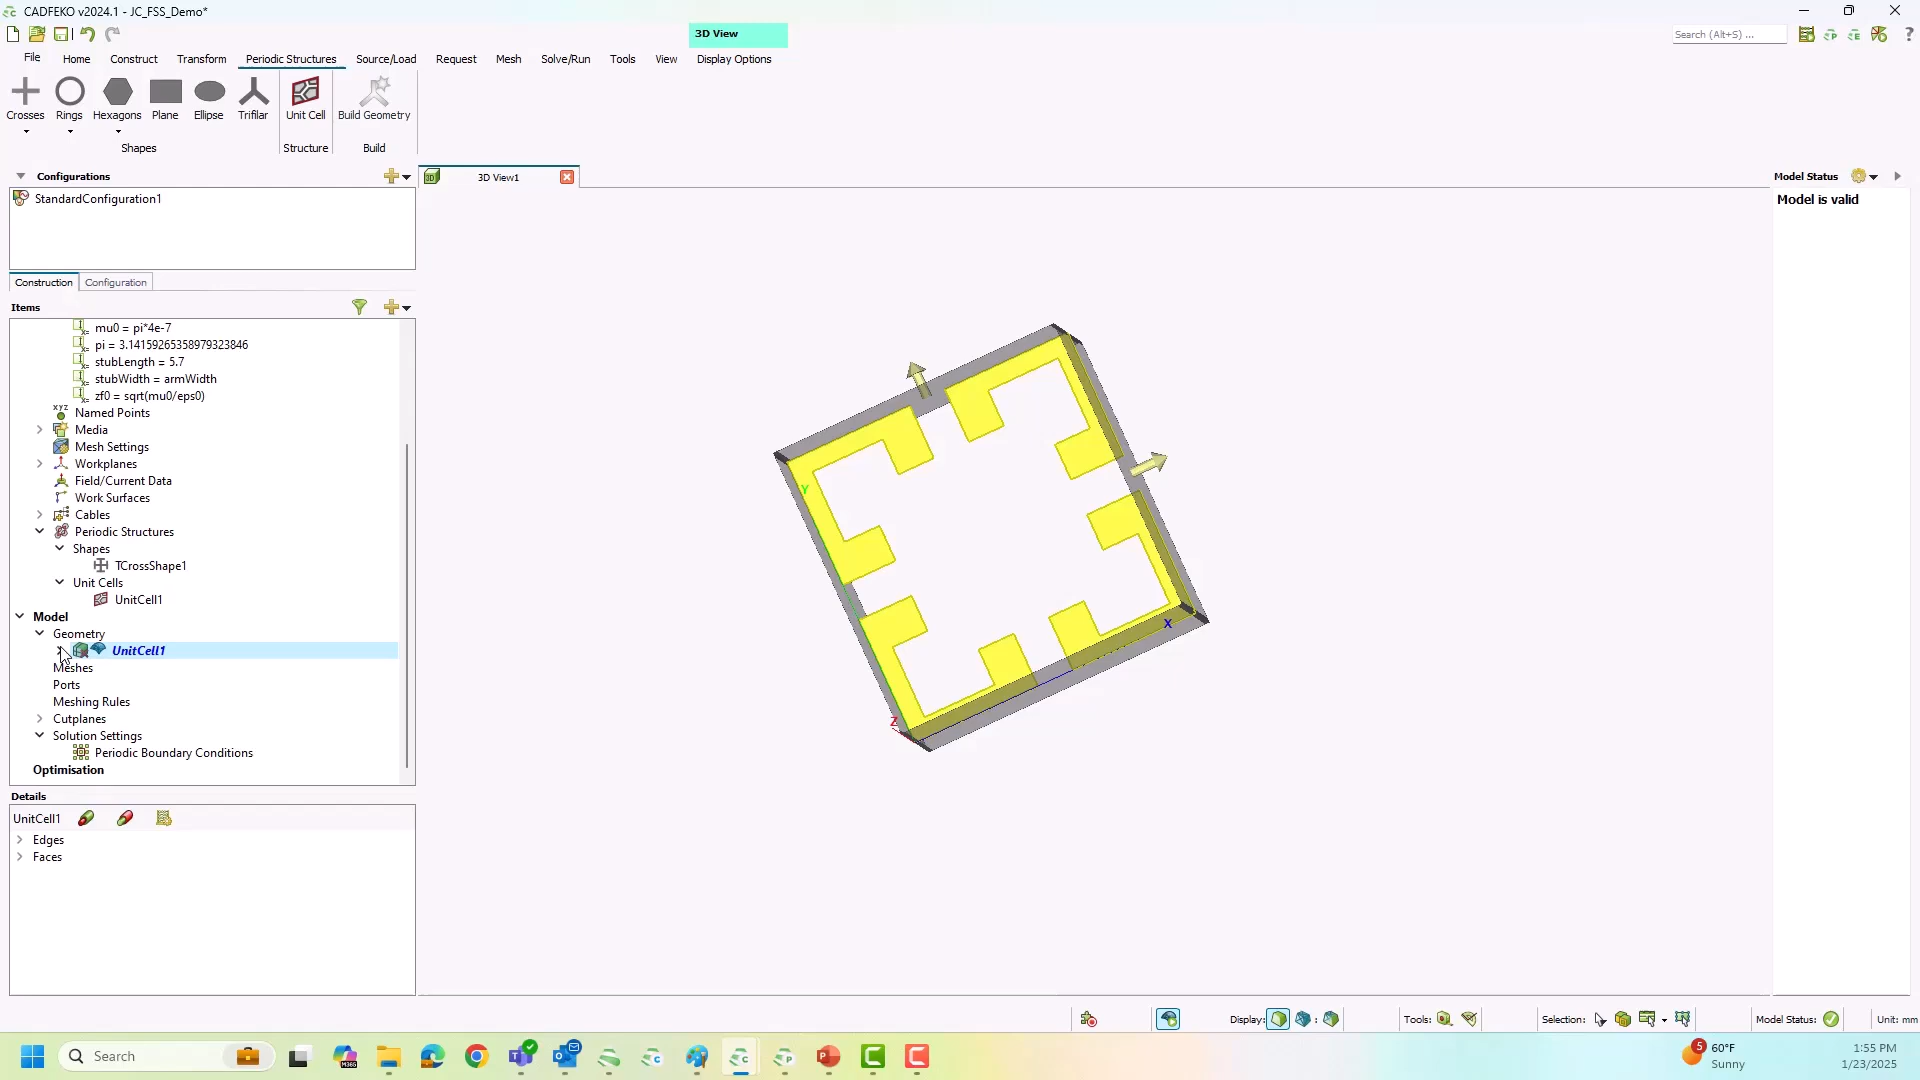 CADFEKO v2024.1 - JC_FSS_Demo*
3D View
Search (Alt+S) ...
File Home Construct Transform Periodic Structures Source/Load Request Mesh Solve/Run Tools View Display Options
Crosses Rings Hexagons Plane Ellipse Trifilar Unit Cell Build Geometry
Shapes Structure Build
Configurations
StandardConfiguration1
3D View1
Model Status
Model is valid
Construction Configuration
Items
mu0 = pi*4e-7
pi = 3.14159265358979323846
stubLength = 5.7
stubWidth = armWidth
zf0 = sqrt(mu0/eps0)
Named Points
Media
Mesh Settings
Workplanes
Field/Current Data
Work Surfaces
Cables
Periodic Structures
Shapes
TCrossShape1
Unit Cells
UnitCell1
Model
Geometry
UnitCell1
Meshes
Ports
Meshing Rules
Cutplanes
Solution Settings
Periodic Boundary Conditions
Optimisation
Y
X
Z
Details
UnitCell1
Edges
Faces
Display: Tools: Selection: Model Status: Unit: mm
Search
5 60°F
Sunny
1:55 PM
1/23/2025